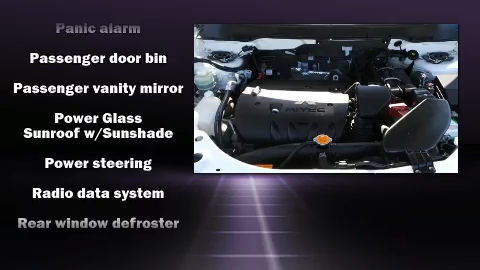 Panic alarm
Passenger door bin
Passenger vanity mirror
Power Glass
Sunroof w/Sunshade
Power steering
Radio data system
Rear window defroster
MIVEC